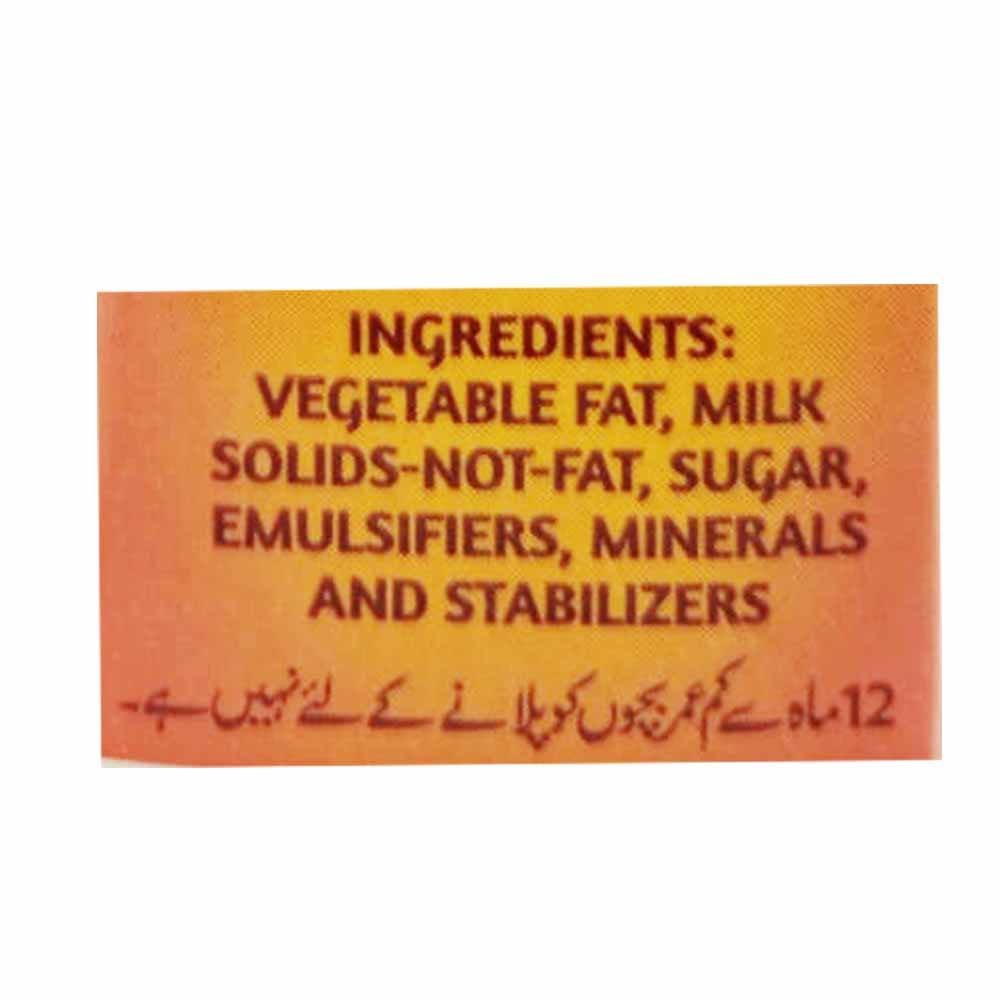 INGREDIENTS:
VEGETABLE FAT, MILK
SOLIDS-NOT-FAT, SUGAR,
EMULSIFIERS, MINERALS
AND STABILIZERS
12 ماہ سے کم عمر بچوں کو پلانے کے لئے نہیں ہے۔